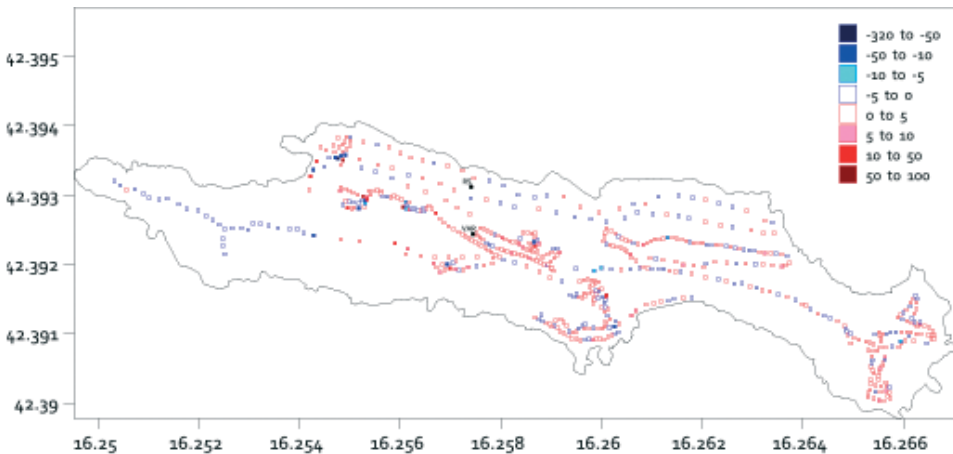 -320 to -50
-50 to -10
-10 to -5
-5 to 0
0 to 5
5 to 10
10 to 50
50 to 100
42.395
42.394
42.393
42.392
42.391
42.39
16.25 16.252 16.254 16.256 16.258 16.26 16.262 16.264 16.266